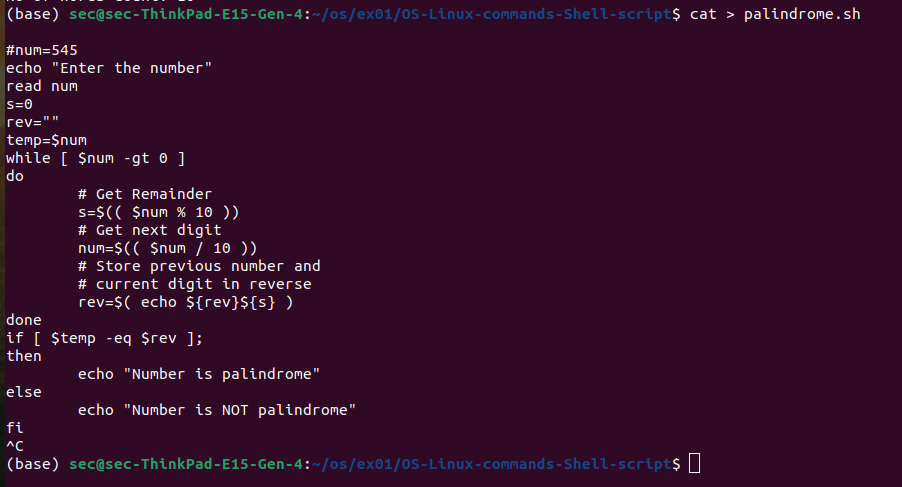 (base) sec@sec-ThinkPad-E15-Gen-4:~/os/ex01/OS-Linux-commands-Shell-script$ cat > palindrome.sh
#num=545
echo "Enter the number"
read num
s=0
rev=""
temp=$num
while [ $num -gt 0 ]
do
# Get Remainder
s=$(( $num % 10 ))
# Get next digit
num=$(( $num / 10 ))
# Store previous number and
# current digit in reverse
rev=$( echo ${rev}${s} )
done
if [ $temp -eq $rev ];
then
echo "Number is palindrome"
else
echo "Number is NOT palindrome"
fi
^C
(base) sec@sec-ThinkPad-E15-Gen-4:~/os/ex01/OS-Linux-commands-Shell-script$